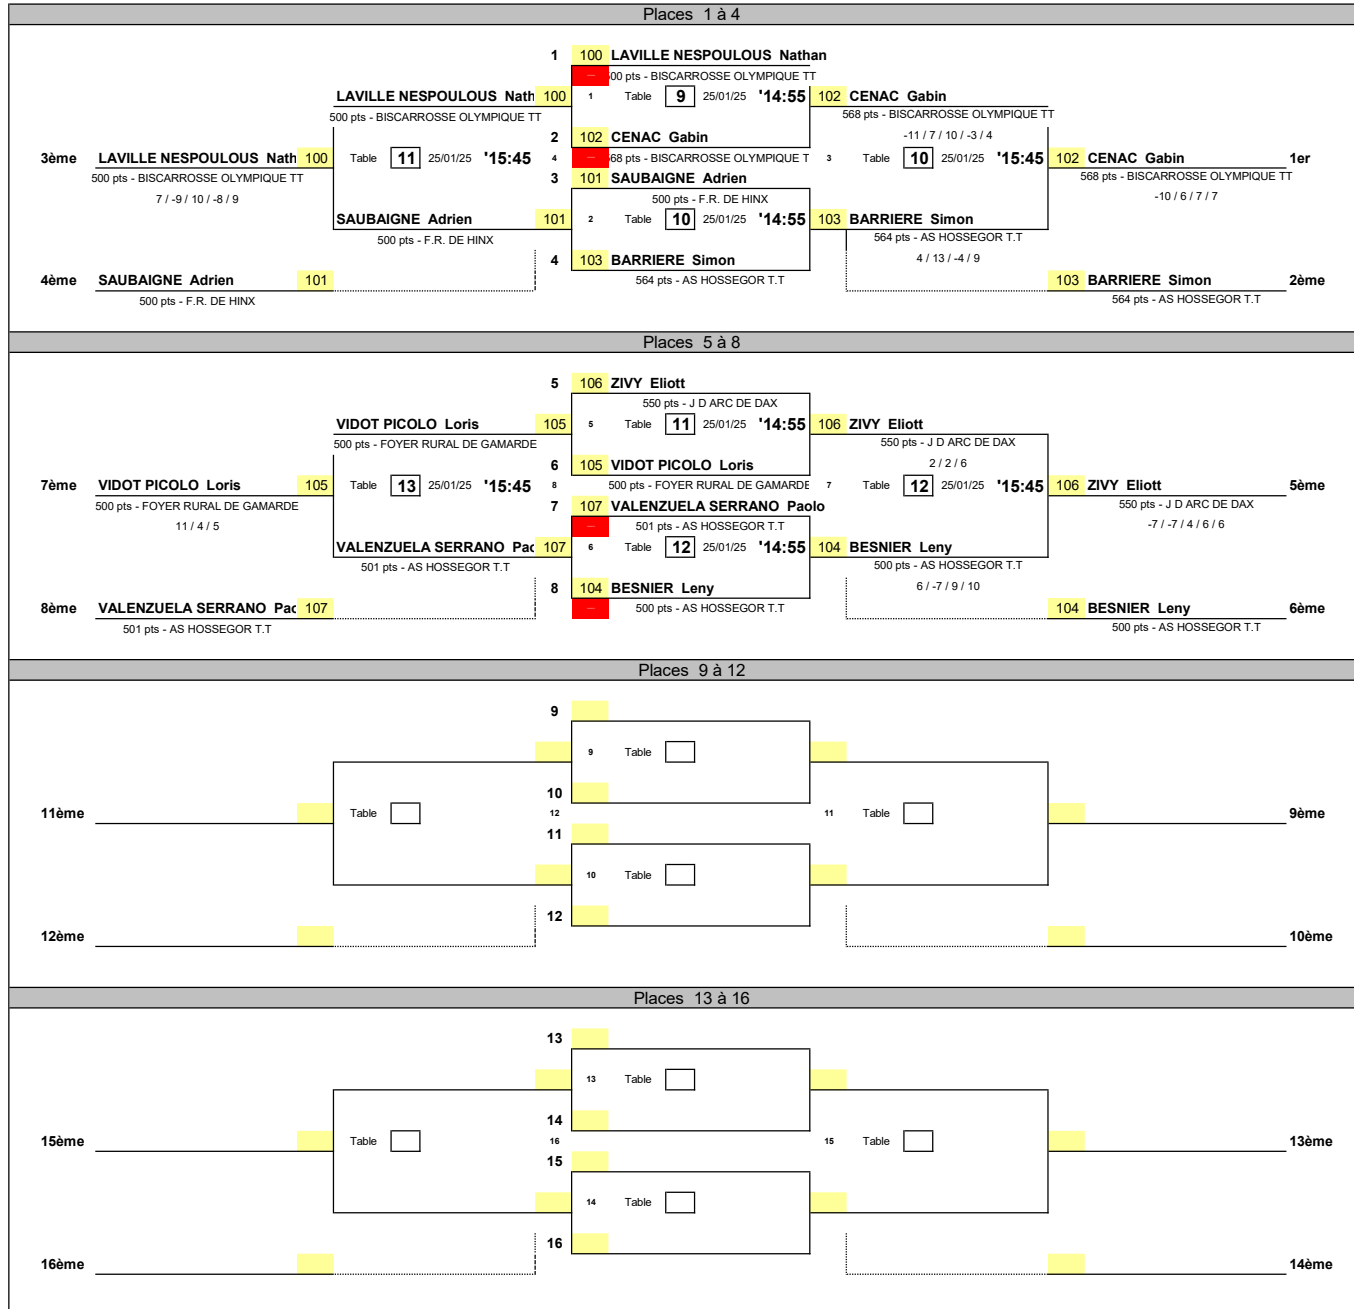 Places 1 à 4
1 100 LAVILLE NESPOULOUS Nathan
500 pts - BISCARROSSE OLYMPIQUE TT
LAVILLE NESPOULOUS Nath 100 1 Table 9 25/01/25 '14:55 102 CENAC Gabin
500 pts - BISCARROSSE OLYMPIQUE TT 568 pts - BISCARROSSE OLYMPIQUE TT
2 102 CENAC Gabin -11 / 7 / 10 / -3 / 4
3ème LAVILLE NESPOULOUS Nath 100 Table 11 25/01/25 '15:45 4 568 pts - BISCARROSSE OLYMPIQUE T 3 Table 10 25/01/25 '15:45 102 CENAC Gabin 1er
500 pts - BISCARROSSE OLYMPIQUE TT 3 101 SAUBAIGNE Adrien 568 pts - BISCARROSSE OLYMPIQUE TT
7 / -9 / 10 / -8 / 9 500 pts - F.R. DE HINX -10 / 6 / 7 / 7
SAUBAIGNE Adrien 101 2 Table 10 25/01/25 '14:55 103 BARRIERE Simon
500 pts - F.R. DE HINX 564 pts - AS HOSSEGOR T.T
4 103 BARRIERE Simon 4 / 13 / -4 / 9
4ème SAUBAIGNE Adrien 101 564 pts - AS HOSSEGOR T.T 103 BARRIERE Simon 2ème
500 pts - F.R. DE HINX 564 pts - AS HOSSEGOR T.T
Places 5 à 8
5 106 ZIVY Eliott
550 pts - J D ARC DE DAX
VIDOT PICOLO Loris 105 5 Table 11 25/01/25 '14:55 106 ZIVY Eliott
500 pts - FOYER RURAL DE GAMARDE 550 pts - J D ARC DE DAX
6 105 VIDOT PICOLO Loris 2 / 2 / 6
7ème VIDOT PICOLO Loris 105 Table 13 25/01/25 '15:45 8 500 pts - FOYER RURAL DE GAMARDE 7 Table 12 25/01/25 '15:45 106 ZIVY Eliott 5ème
500 pts - FOYER RURAL DE GAMARDE 7 107 VALENZUELA SERRANO Paolo 550 pts - J D ARC DE DAX
11 / 4 / 5 501 pts - AS HOSSEGOR T.T -7 / -7 / 4 / 6 / 6
VALENZUELA SERRANO Pao 107 6 Table 12 25/01/25 '14:55 104 BESNIER Leny
501 pts - AS HOSSEGOR T.T 500 pts - AS HOSSEGOR T.T
8 104 BESNIER Leny 6 / -7 / 9 / 10
8ème VALENZUELA SERRANO Pao 107 500 pts - AS HOSSEGOR T.T 104 BESNIER Leny 6ème
501 pts - AS HOSSEGOR T.T 500 pts - AS HOSSEGOR T.T
Places 9 à 12
9
9 Table
10
11ème Table 12 11 Table 9ème
11
10 Table
12
12ème 10ème
Places 13 à 16
13
13 Table
14
15ème Table 16 15 Table 13ème
15
14 Table
16
16ème 14ème